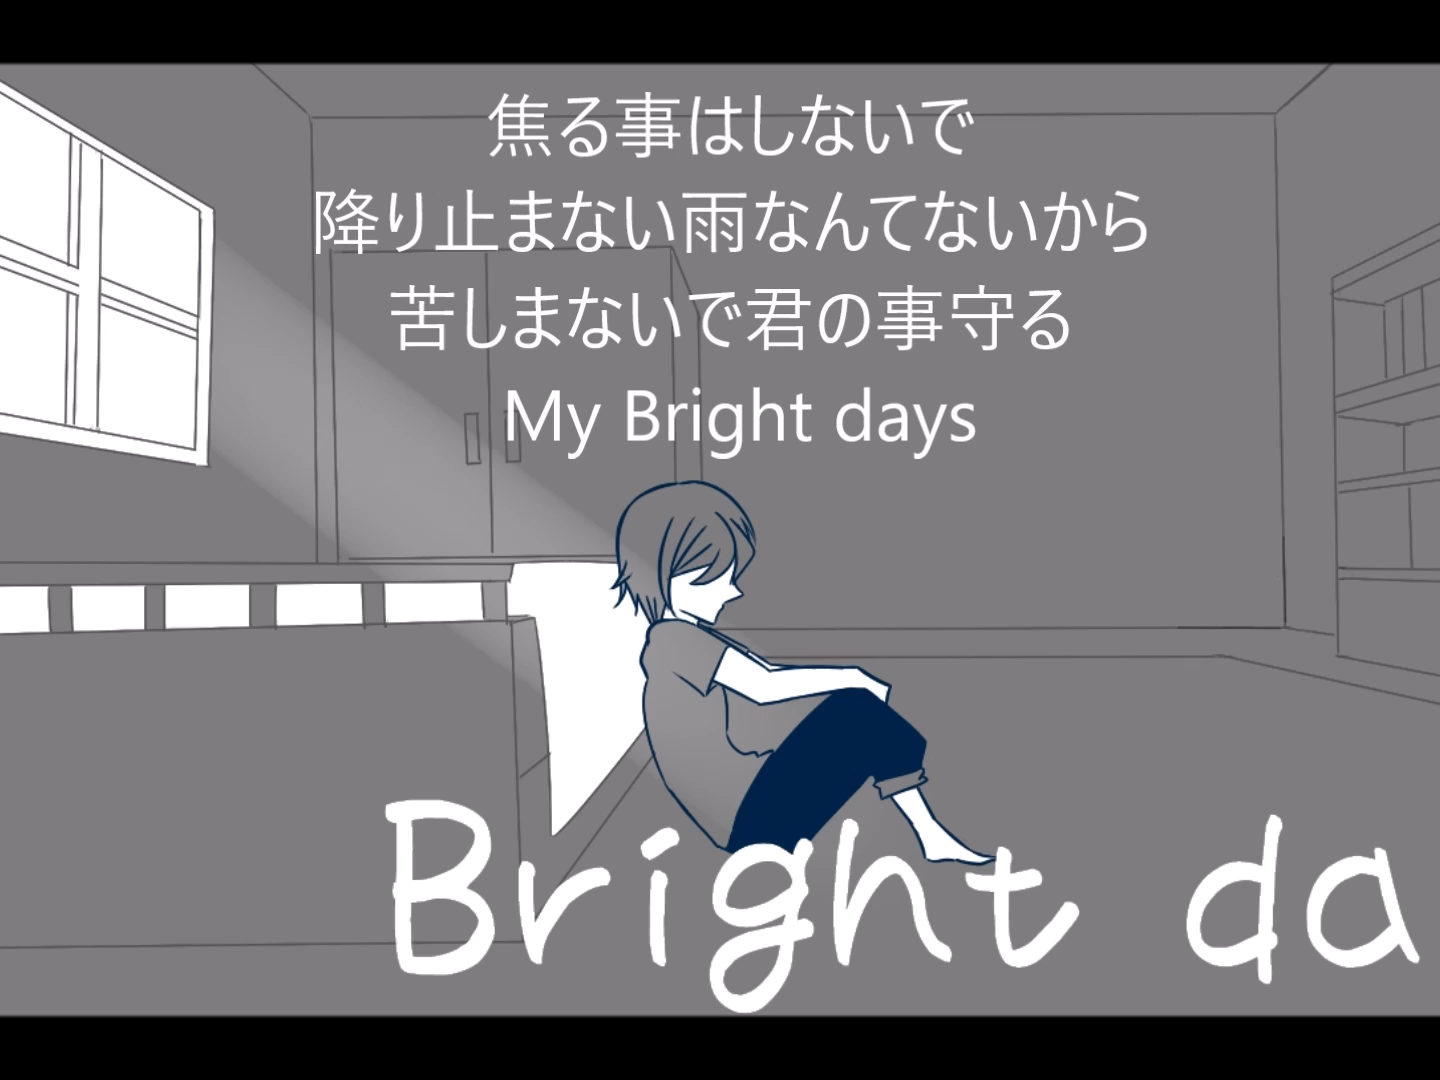 焦る事はしないで
降り止まない雨なんてないから
苦しまないで君の事守る
My Bright days
Bright da